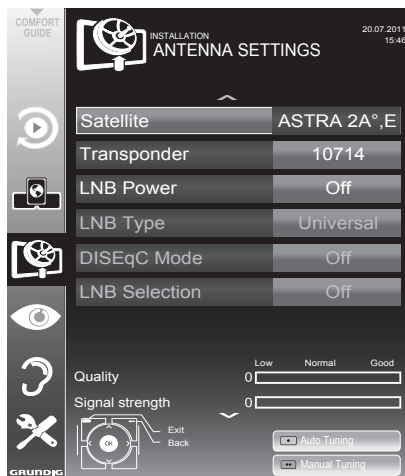 COMFORT
GUIDE
INSTALLATION
ANTENNA SETTINGS
20.07.2011
15:46
Satellite ASTRA 2A°,E
Transponder 10714
LNB Power Off
LNB Type Universal
DISEqC Mode Off
LNB Selection Off
Low Normal Good
Quality 0
Signal strength 0
Exit
Back
OK
Auto Tuning
Manual Tuning
GRUNDIG